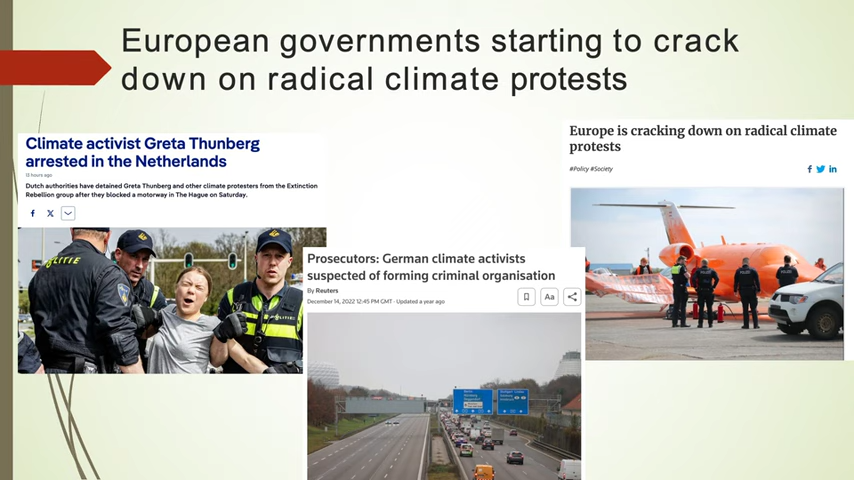 European governments starting to crack
down on radical climate protests
Climate activist Greta Thunberg
arrested in the Netherlands
13 hours ago
Dutch authorities have detained Greta Thunberg and other climate protesters from the Extinction
Rebellion group after they blocked a motorway in The Hague on Saturday.
POLITIE
Prosecutors: German climate activists
suspected of forming criminal organisation
By Reuters
December 14, 2022 12:45 PM GMT · Updated a year ago
Aa
Europe is cracking down on radical climate
protests
#Policy #Society